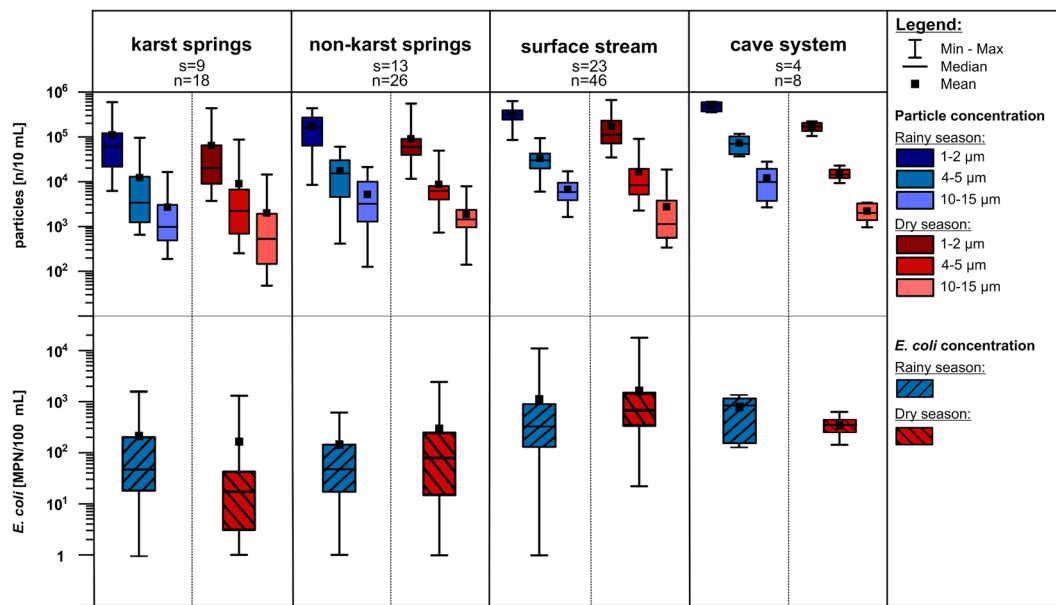 karst springs
s=9
n=18
non-karst springs
s=13
n=26
surface stream
s=23
n=46
cave system
s=4
n=8
particles [n/10 mL]
10⁶
10⁵
10⁴
10³
10²
E. coli [MPN/100 mL]
10⁴
10³
10²
10¹
1
Legend:
Min - Max
Median
Mean
Particle concentration
Rainy season:
1-2 µm
4-5 µm
10-15 µm
Dry season:
1-2 µm
4-5 µm
10-15 µm
E. coli concentration
Rainy season:
Dry season: